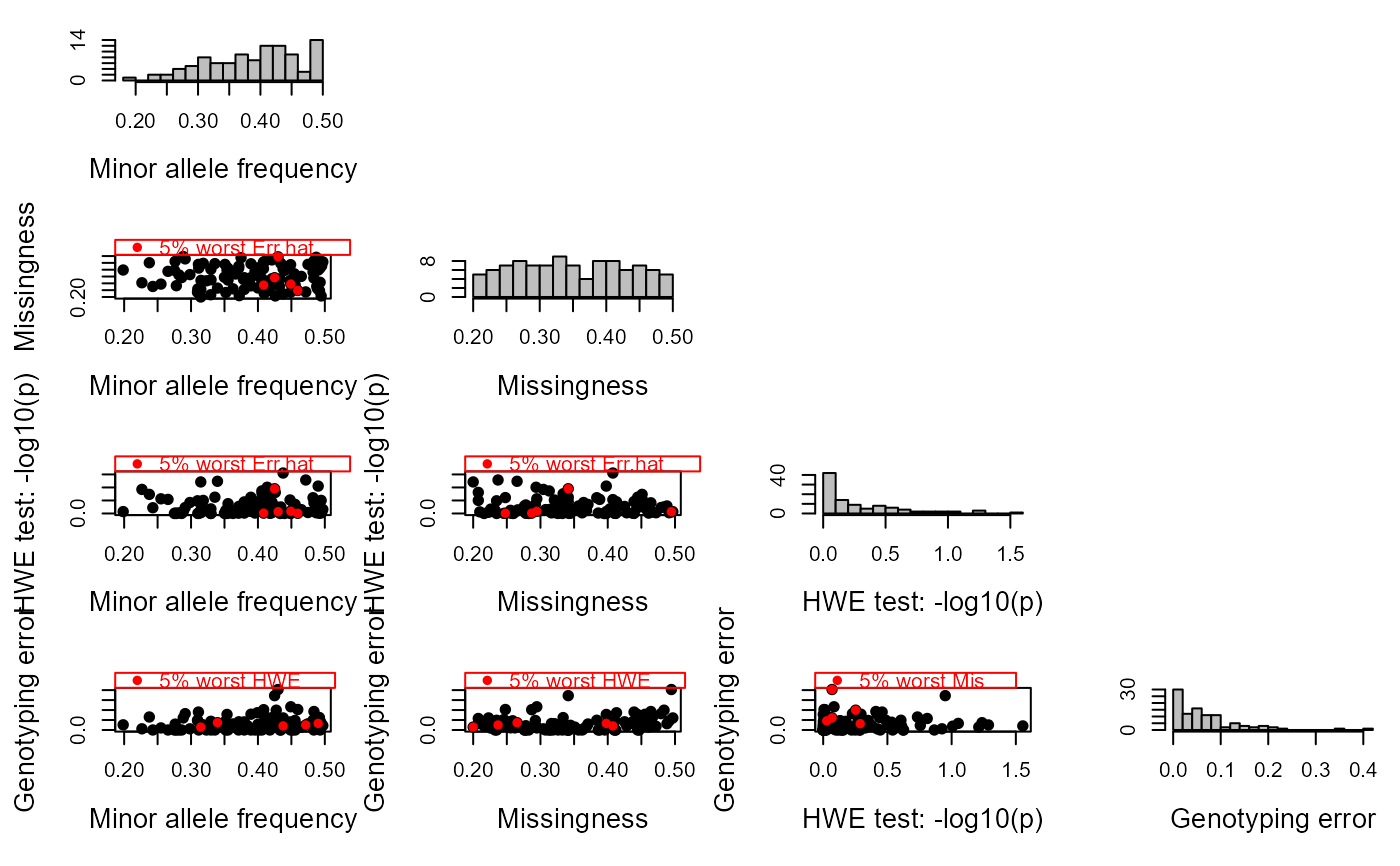 14
0
0.20 0.30 0.40 0.50
Minor allele frequency
Missingness
0.20
5% worst Err.hat
0.20 0.30 0.40 0.50
Minor allele frequency
8
0
0.20 0.30 0.40 0.50
Missingness
HWE test: -log10(p)
0.0
5% worst Err.hat
0.20 0.30 0.40 0.50
Minor allele frequency
HWE test: -log10(p)
0.0
5% worst Err.hat
0.20 0.30 0.40 0.50
Missingness
40
0
0.0 0.5 1.0 1.5
HWE test: -log10(p)
Genotyping error
0.0
5% worst HWE
0.20 0.30 0.40 0.50
Minor allele frequency
Genotyping error
0.0
5% worst HWE
0.20 0.30 0.40 0.50
Missingness
Genotyping error
0.0
5% worst Mis
0.0 0.5 1.0 1.5
HWE test: -log10(p)
30
0
0.0 0.1 0.2 0.3 0.4
Genotyping error